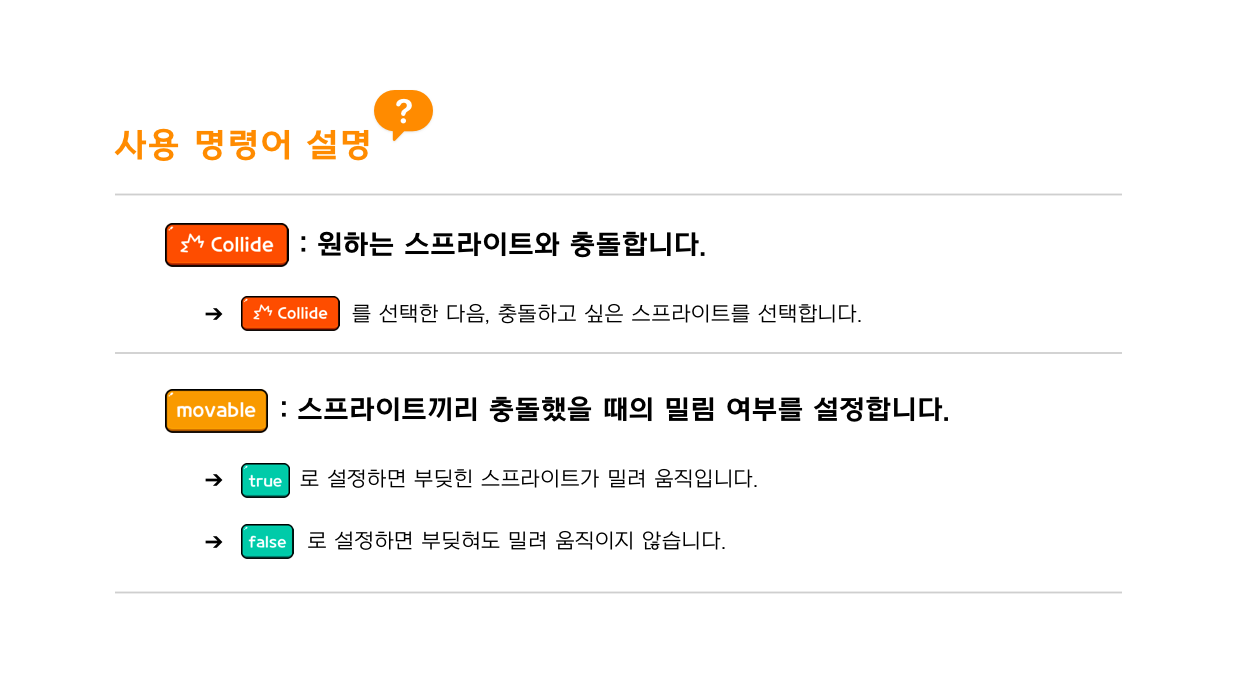 사용 명령어 설명 ?
Collide : 원하는 스프라이트와 충돌합니다.
➔ Collide 를 선택한 다음, 충돌하고 싶은 스프라이트를 선택합니다.
movable : 스프라이트끼리 충돌했을 때의 밀림 여부를 설정합니다.
➔ true 로 설정하면 부딪힌 스프라이트가 밀려 움직입니다.
➔ false 로 설정하면 부딪혀도 밀려 움직이지 않습니다.